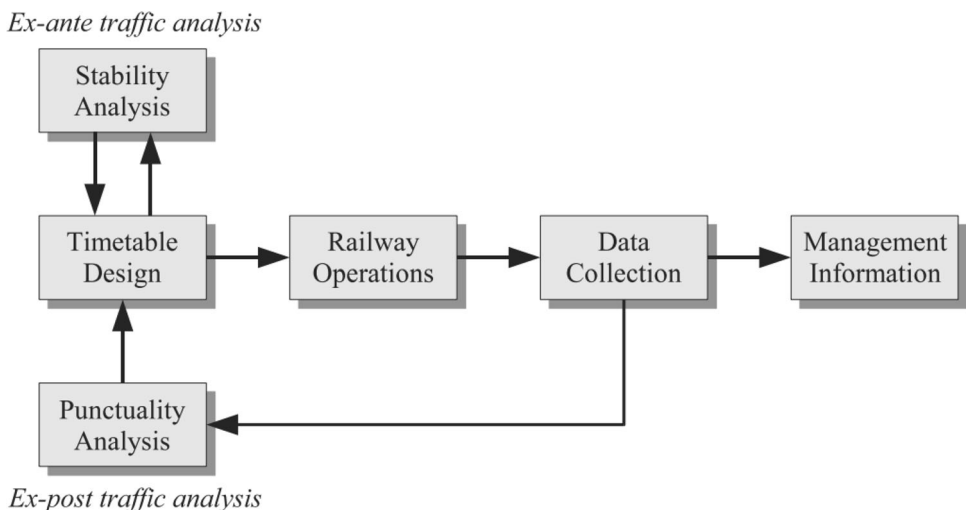 Ex-ante traffic analysis
Stability
Analysis
Timetable
Design
Railway
Operations
Data
Collection
Management
Information
Punctuality
Analysis
Ex-post traffic analysis